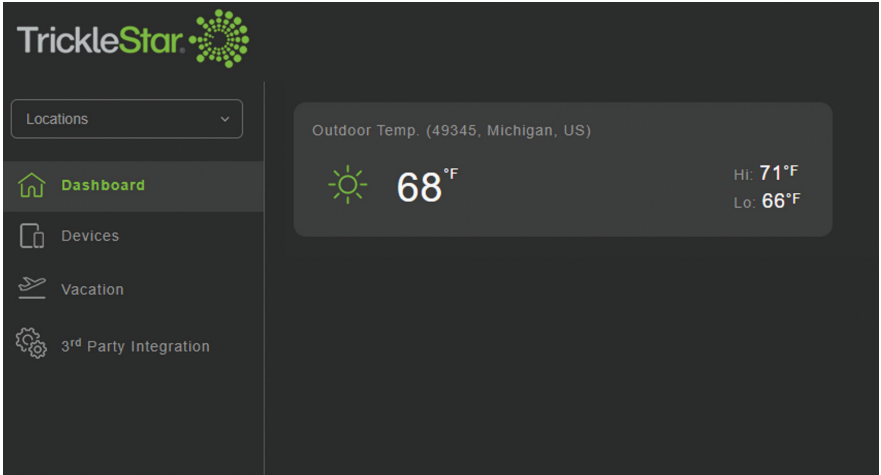 TrickleStar®
Locations
Dashboard
Devices
Vacation
3rd Party Integration
Outdoor Temp. (49345, Michigan, US)
68°F
Hi: 71°F
Lo: 66°F